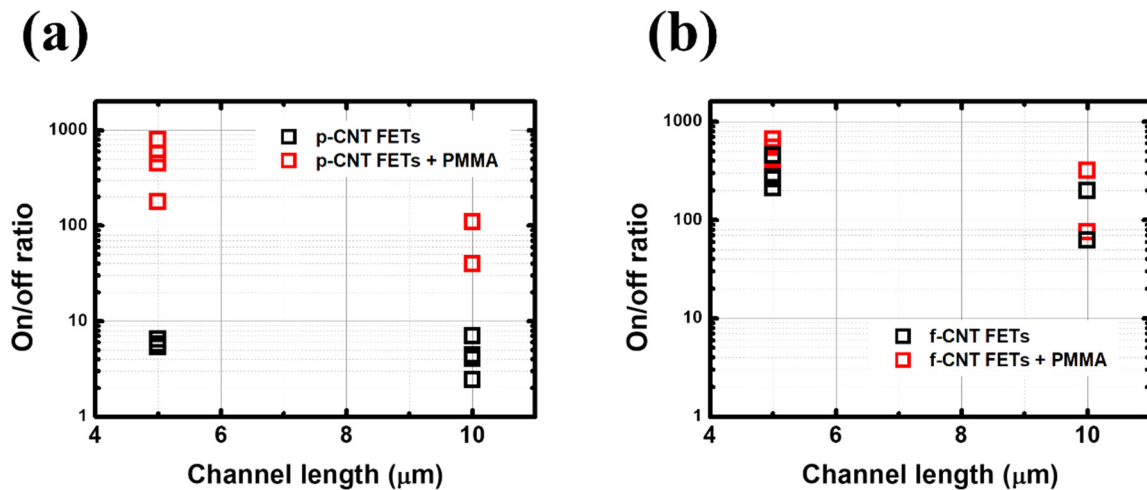 (a)
(b)
On/off ratio
1000
100
10
1
p-CNT FETs
p-CNT FETs + PMMA
4
6
8
10
Channel length (μm)
On/off ratio
1000
100
10
1
f-CNT FETs
f-CNT FETs + PMMA
4
6
8
10
Channel length (μm)